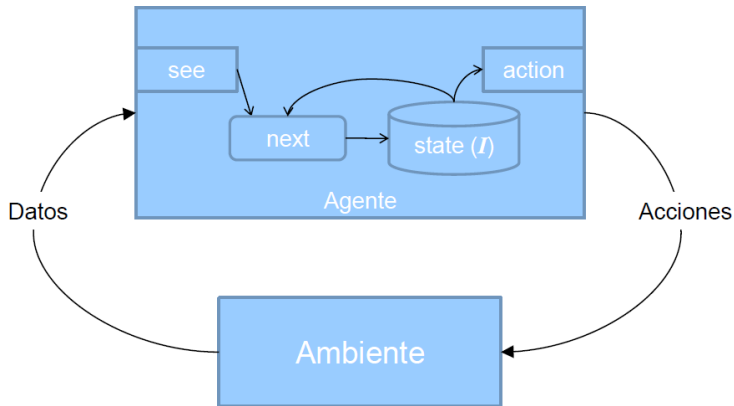 see
action
next
state (I)
Agente
Datos
Acciones
Ambiente